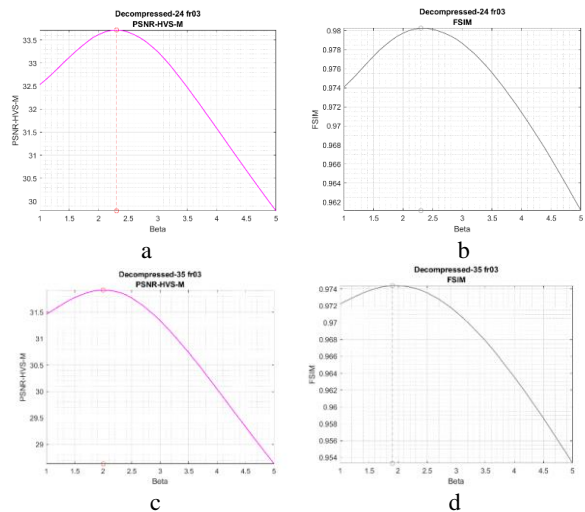 Decompressed-24 fr03
PSNR-HVS-M
PSNR-HVS-M
33.5
33
32.5
32
31.5
31
30.5
30
1 1.5 2 2.5 3 3.5 4 4.5 5
Beta
a
Decompressed-24 fr03
FSIM
FSIM
0.98
0.978
0.976
0.974
0.972
0.97
0.968
0.966
0.964
0.962
1 1.5 2 2.5 3 3.5 4 4.5 5
Beta
b
Decompressed-35 fr03
PSNR-HVS-M
PSNR-HVS-M
31.5
31
30.5
30
29.5
29
1 1.5 2 2.5 3 3.5 4 4.5 5
Beta
c
Decompressed-35 fr03
FSIM
FSIM
0.974
0.972
0.97
0.968
0.966
0.964
0.962
0.96
0.958
0.956
0.954
1 1.5 2 2.5 3 3.5 4 4.5 5
Beta
d